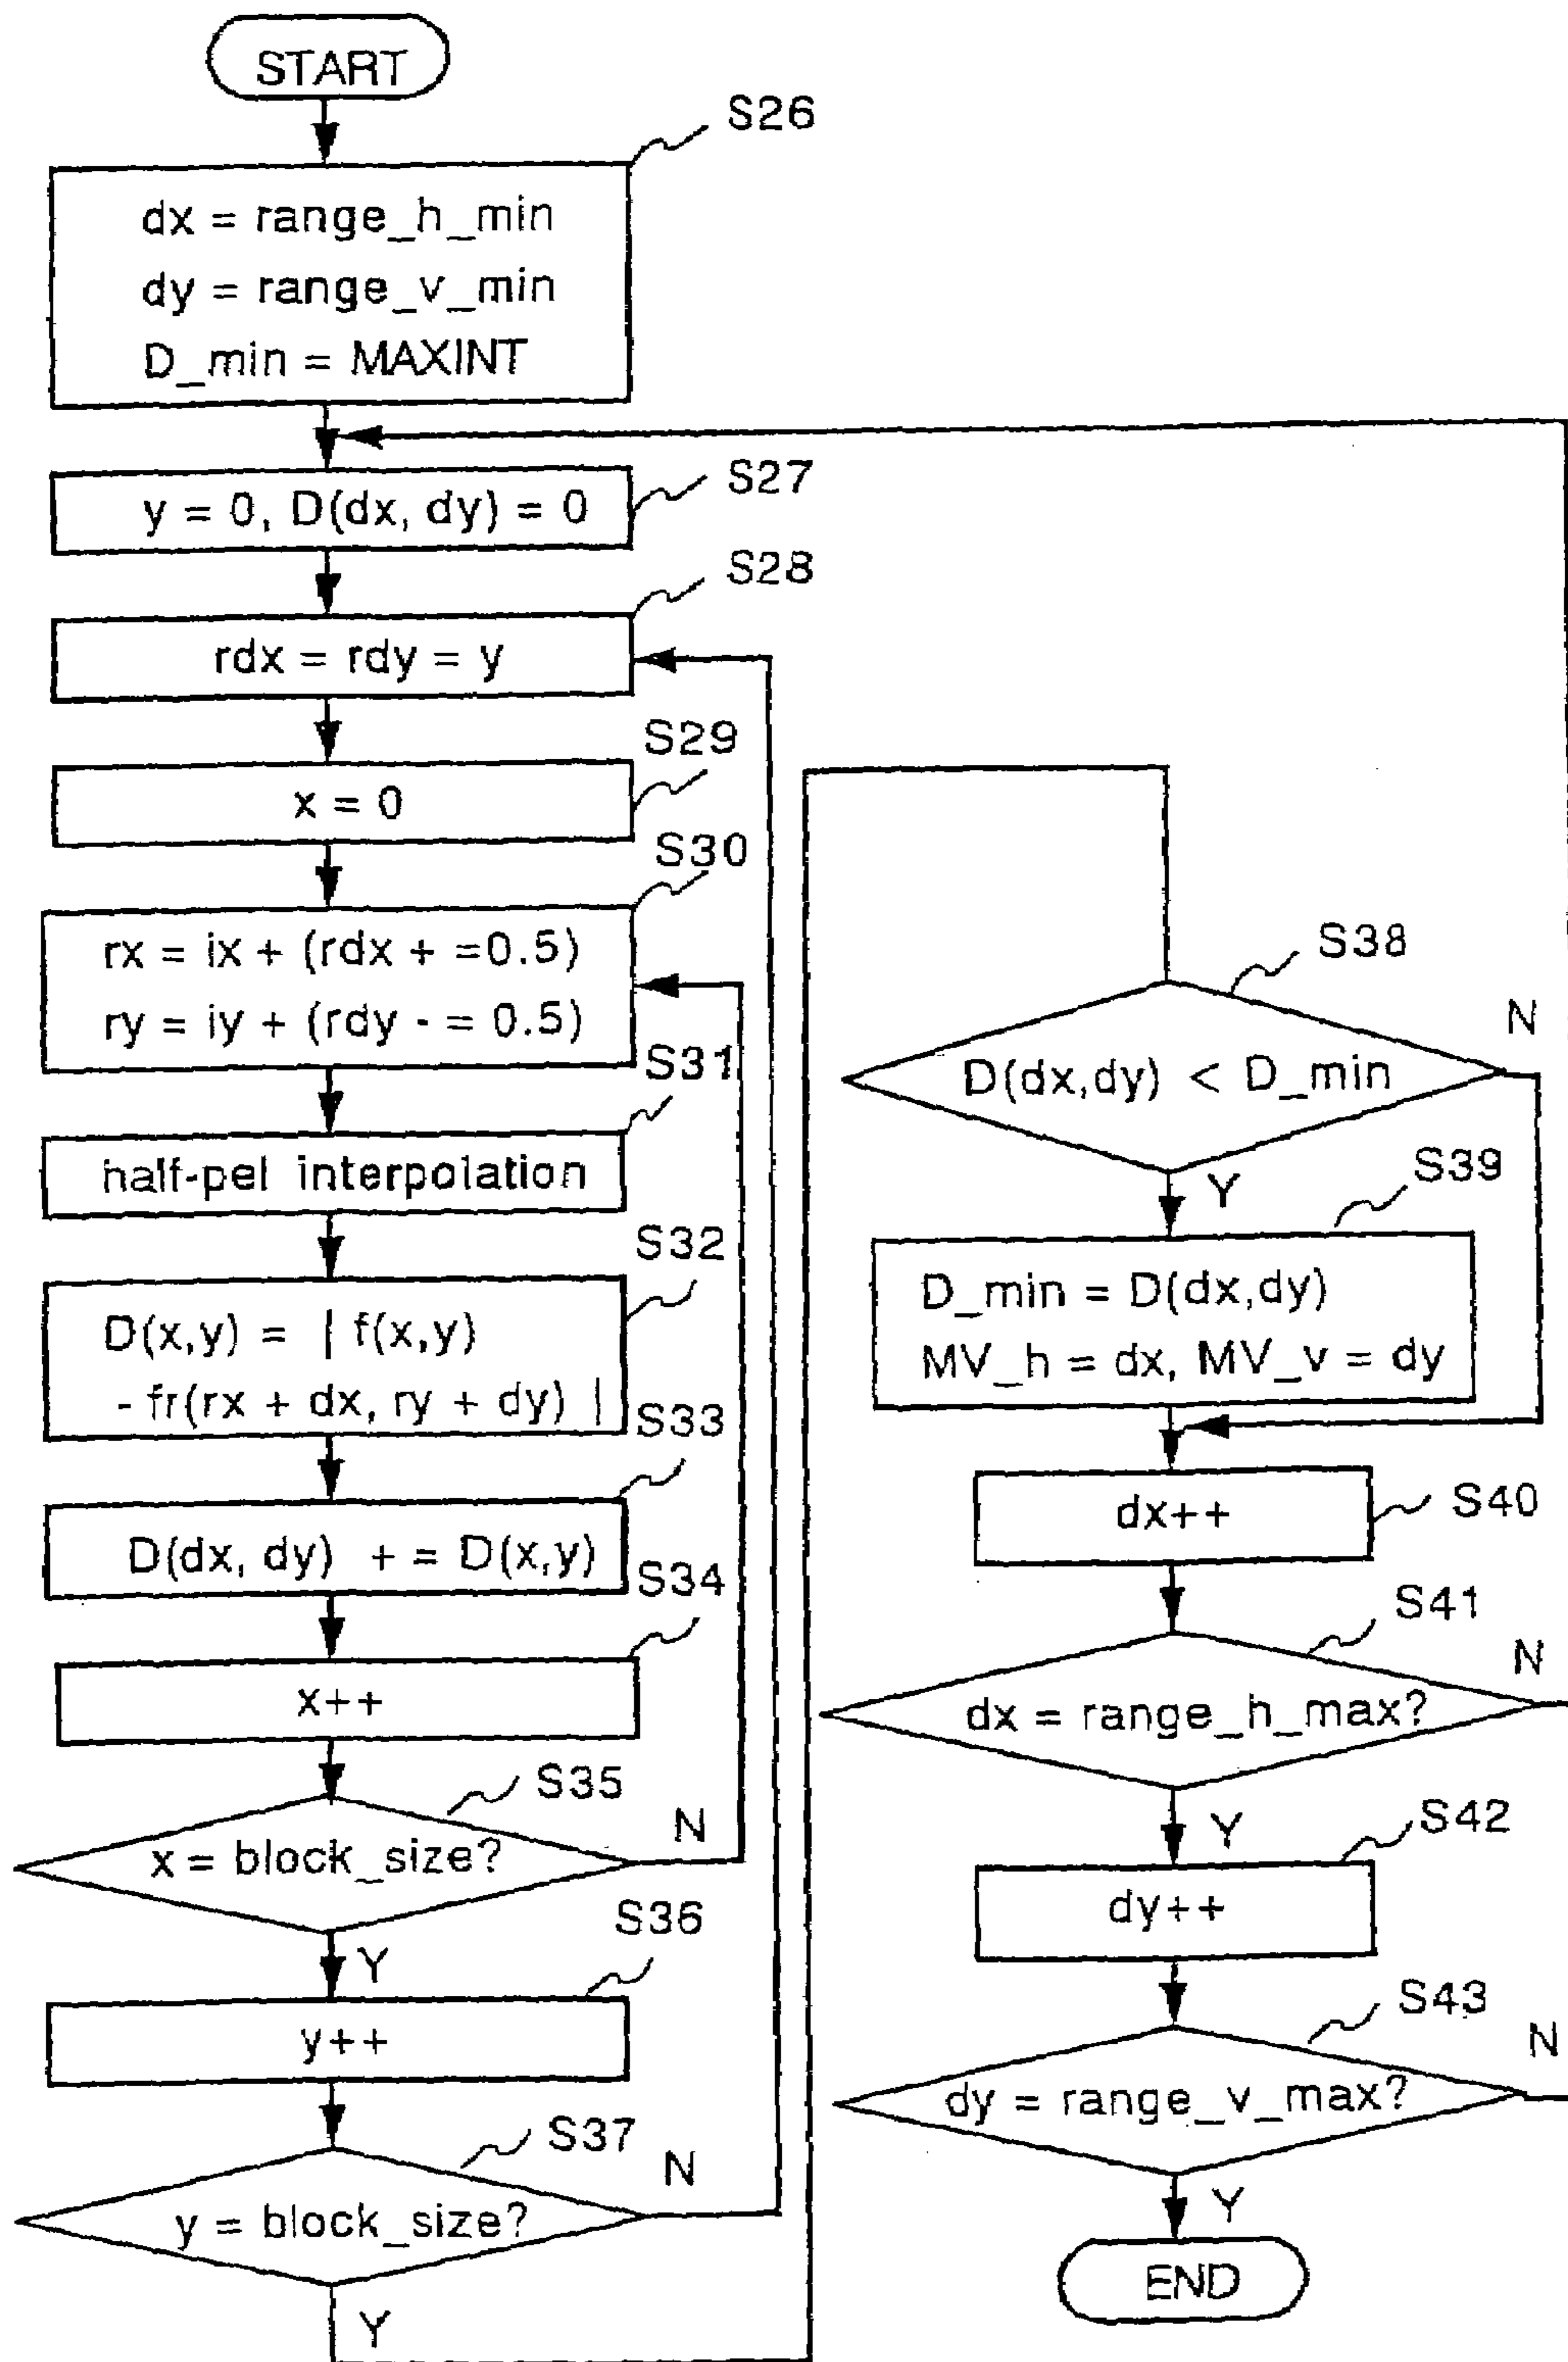 START
S26
dx = range_h_min
dy = range_v_min
D_min = MAXINT
S27
y = 0, D(dx, dy) = 0
S28
rdx = rdy = y
S29
x = 0
S30
rx = ix + (rdx + =0.5)
ry = iy + (rdy - = 0.5)
S31
half-pel interpolation
S32
D(x,y) = | f(x,y)
- fr(rx + dx, ry + dy) |
S33
D(dx, dy) + = D(x,y)
S34
x++
S35
x = block_size?
N
Y
S36
y++
S37
y = block_size?
N
Y
S38
D(dx,dy) < D_min
N
Y
S39
D_min = D(dx,dy)
MV_h = dx, MV_v = dy
dx++
S40
S41
dx = range_h_max?
N
Y
S42
dy++
S43
dy = range_v_max?
N
Y
END